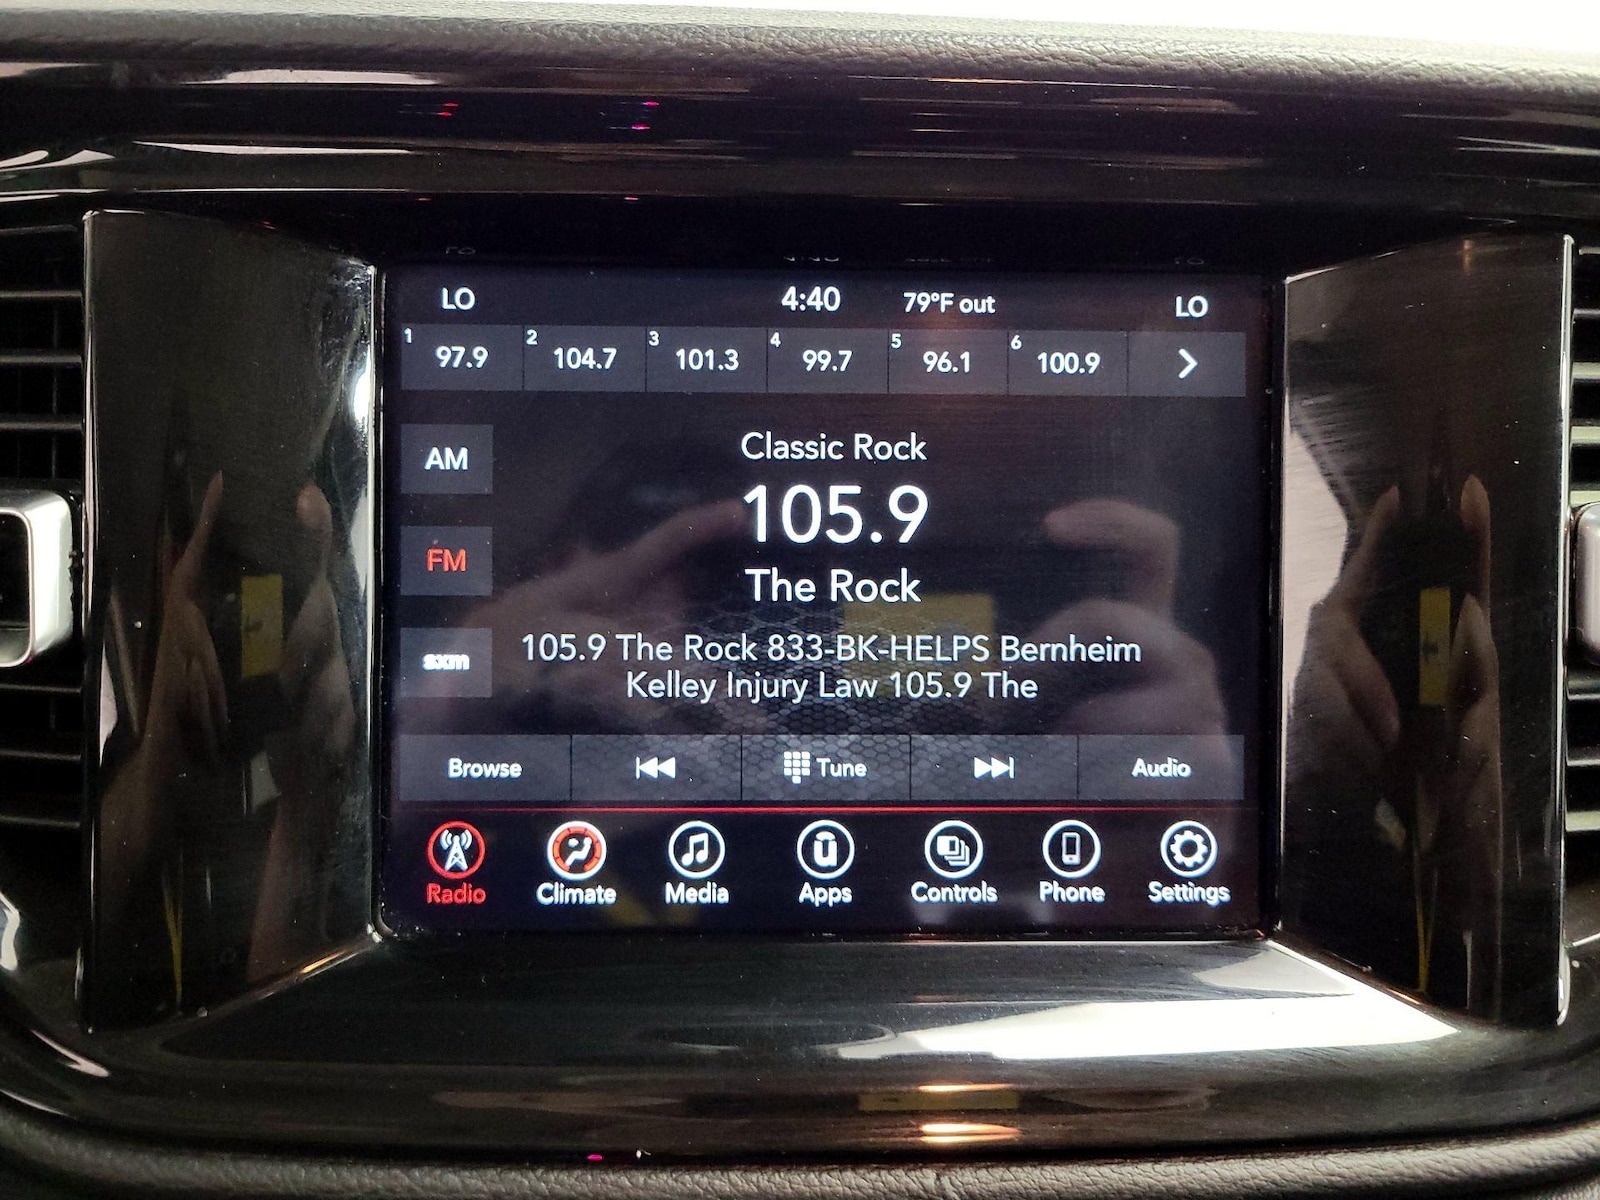 LO 4:40 79°F out LO
1 97.9 2 104.7 3 101.3 4 99.7 5 96.1 6 100.9
AM
Classic Rock
105.9
FM
The Rock
sxm
105.9 The Rock 833-BK-HELPS Bernheim
Kelley Injury Law 105.9 The
Browse Tune Audio
Radio Climate Media Apps Controls Phone Settings